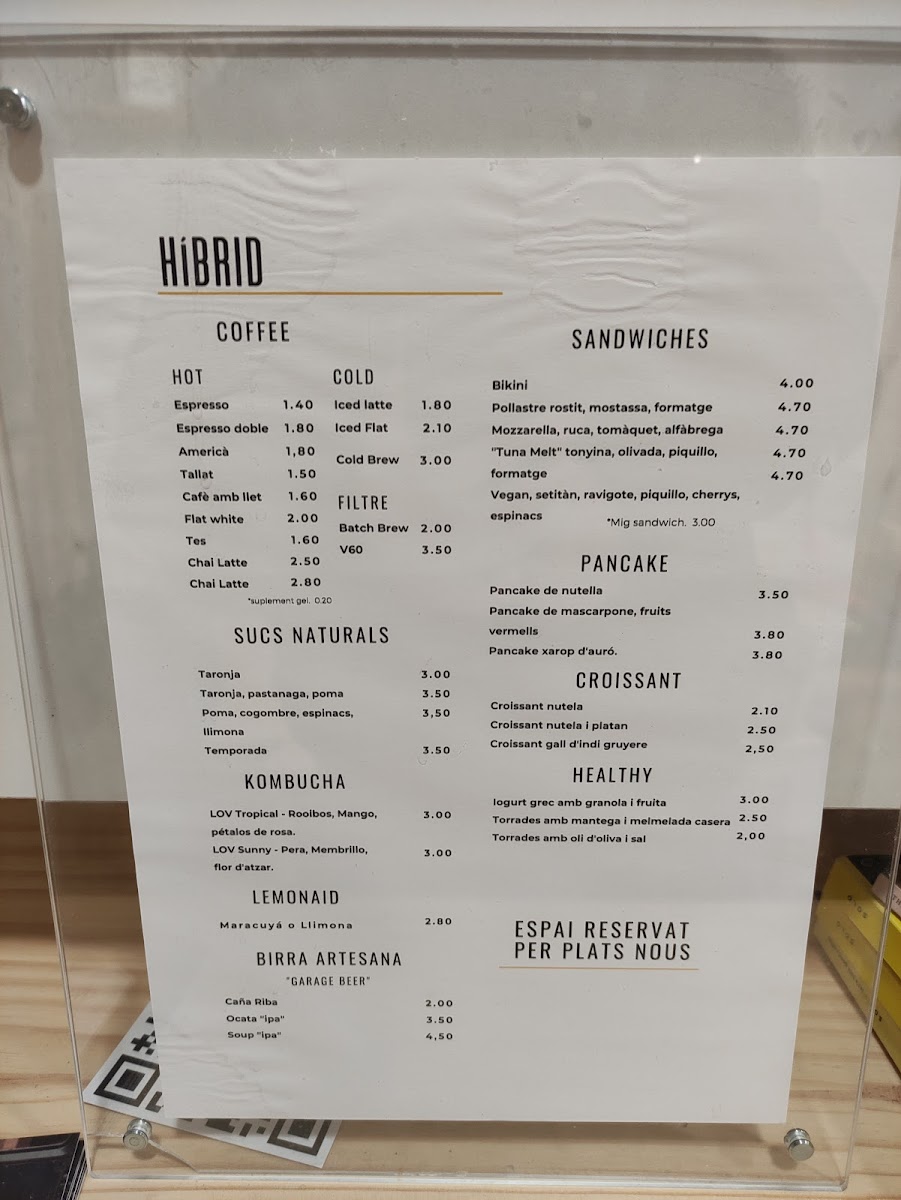 HíBRID
COFFEE
HOT
Espresso 1.40
Espresso doble 1.80
Americà 1,80
Tallat 1.50
Cafè amb llet 1.60
Flat white 2.00
Tes 1.60
Chai Latte 2.50
Chai Latte 2.80
*suplement gel. 0.20
COLD
Iced latte 1.80
Iced Flat 2.10
Cold Brew 3.00
FILTRE
Batch Brew 2.00
V60 3.50
SUCS NATURALS
Taronja 3.00
Taronja, pastanaga, poma 3.50
Poma, cogombre, espinacs, 3,50
llimona
Temporada 3.50
KOMBUCHA
LOV Tropical - Rooibos, Mango, 3.00
pétalos de rosa.
LOV Sunny - Pera, Membrillo, 3.00
flor d'atzar.
LEMONAID
Maracuyá o Llimona 2.80
BIRRA ARTESANA
"GARAGE BEER"
Caña Riba 2.00
Ocata "ipa" 3.50
Soup "ipa" 4,50
SANDWICHES
Bikini 4.00
Pollastre rostit, mostassa, formatge 4.70
Mozzarella, ruca, tomàquet, alfàbrega 4.70
"Tuna Melt" tonyina, olivada, piquillo, 4.70
formatge 4.70
Vegan, setitàn, ravigote, piquillo, cherrys,
espinacs
*Mig sandwich. 3.00
PANCAKE
Pancake de nutella 3.50
Pancake de mascarpone, fruits
vermells 3.80
Pancake xarop d'auró. 3.80
CROISSANT
Croissant nutela 2.10
Croissant nutela i platan 2.50
Croissant gall d'indi gruyere 2,50
HEALTHY
Iogurt grec amb granola i fruita 3.00
Torrades amb mantega i melmelada casera 2.50
Torrades amb oli d'oliva i sal 2,00
ESPAI RESERVAT
PER PLATS NOUS